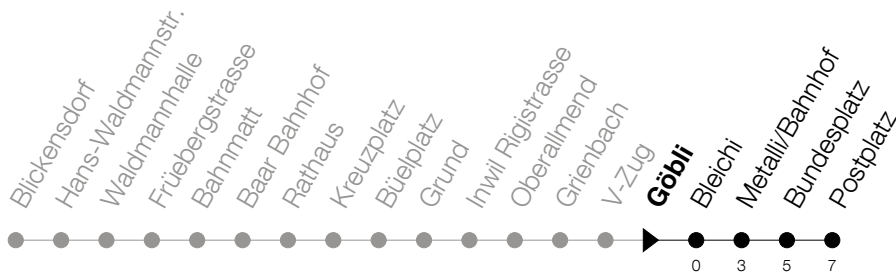 Blickensdorf
Hans-Waldmannstr.
Waldmannhalle
Früebergstrasse
Bahnmatt
Baar Bahnhof
Rathaus
Kreuzplatz
Büelplatz
Grund
Inwil Rigistrasse
Oberallmend
Grienbach
V-Zug
Göbli
Bleichi
Metalli/Bahnhof
Bundesplatz
Postplatz
0 3 5 7